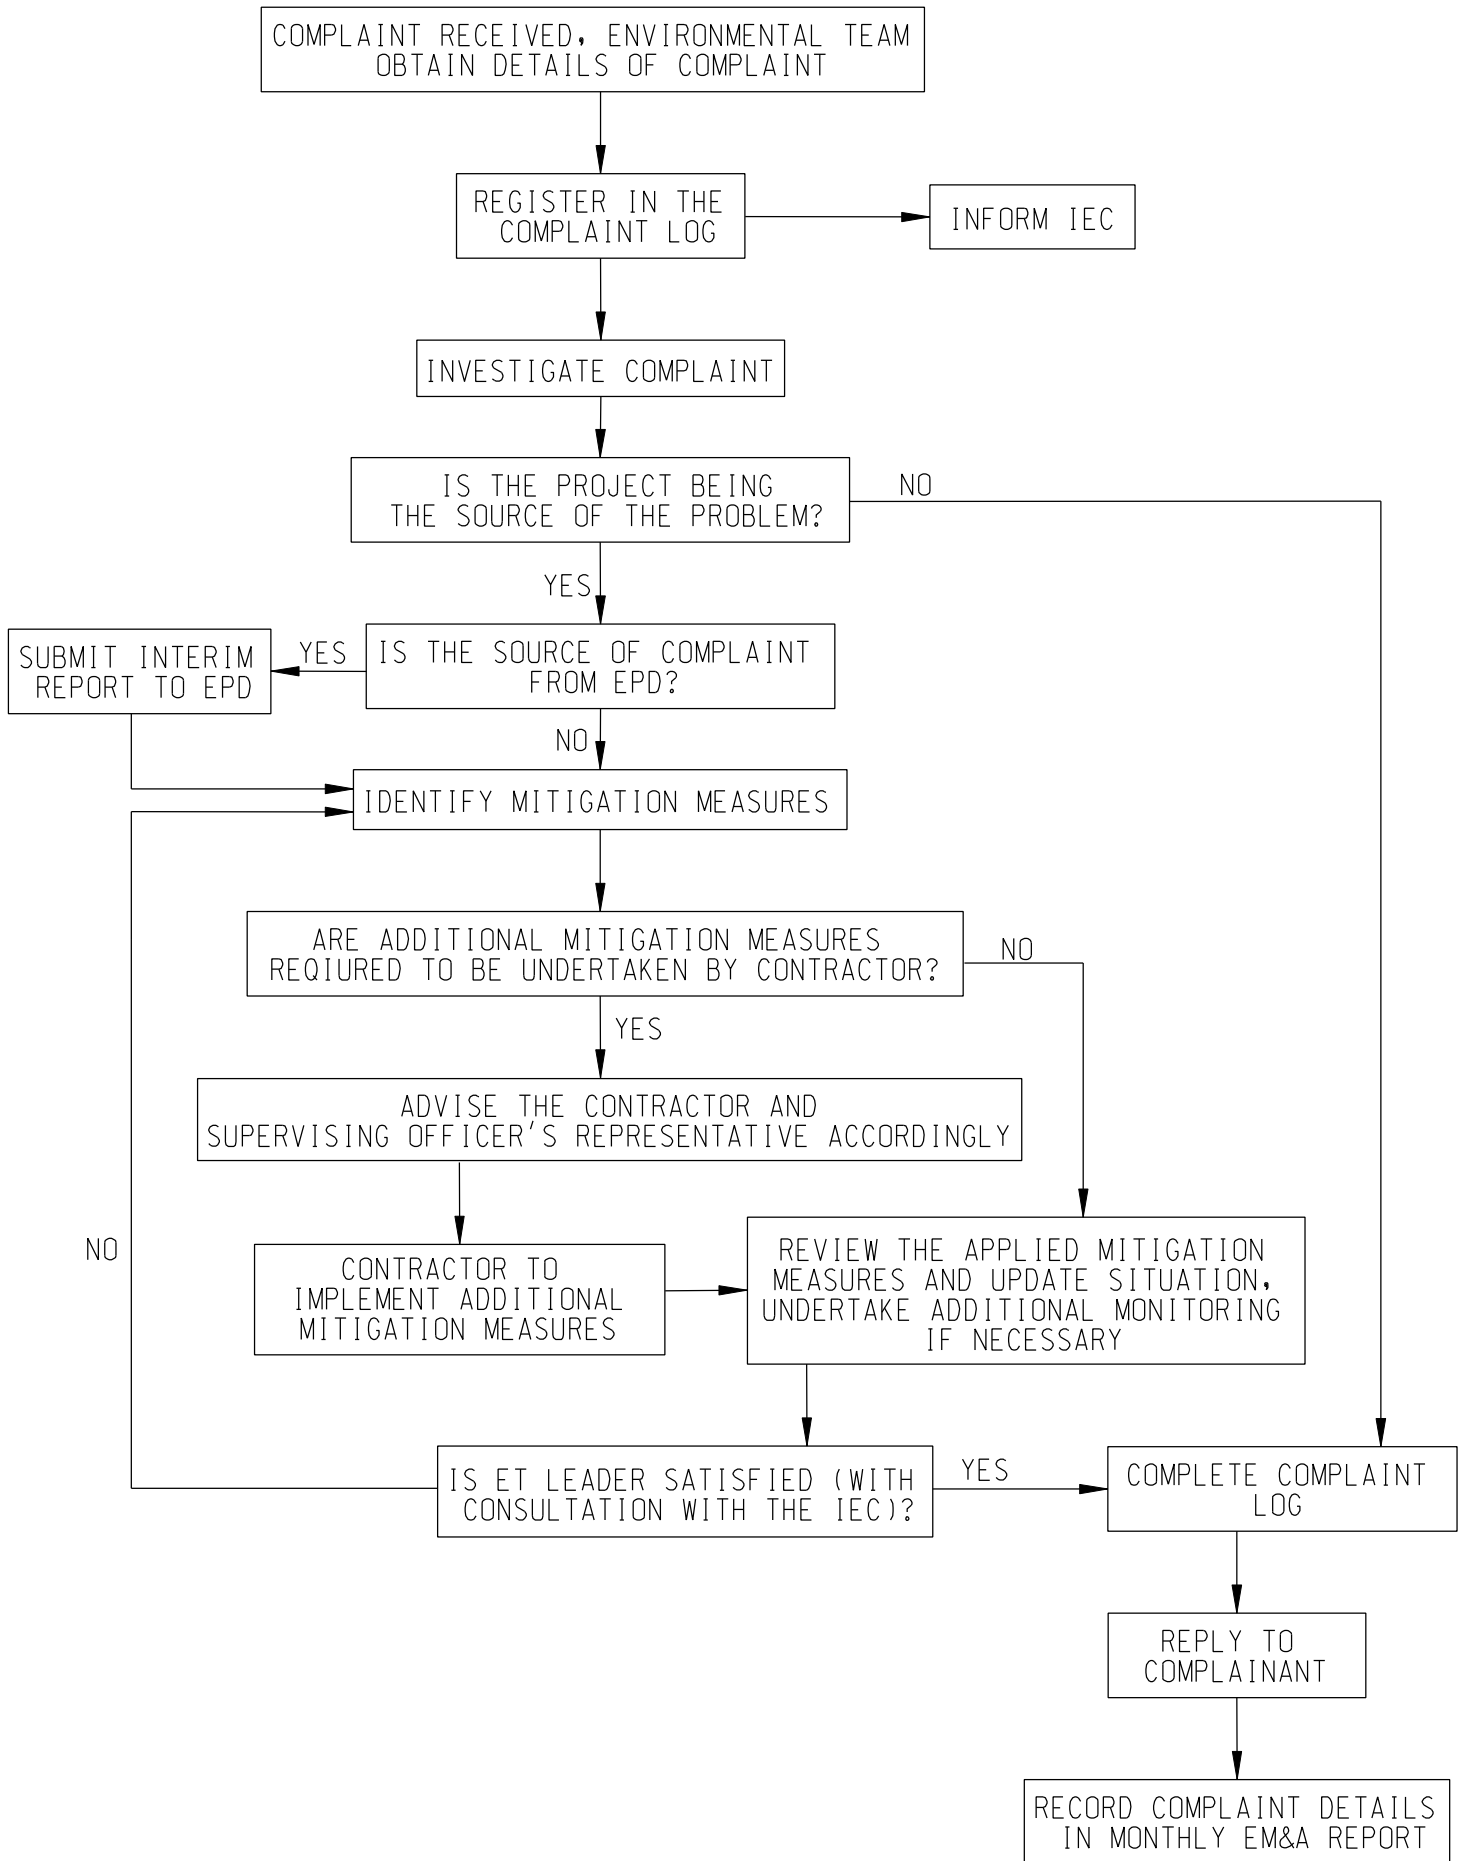 COMPLAINT RECEIVED, ENVIRONMENTAL TEAM
OBTAIN DETAILS OF COMPLAINT
REGISTER IN THE
COMPLAINT LOG
INFORM IEC
INVESTIGATE COMPLAINT
IS THE PROJECT BEING
THE SOURCE OF THE PROBLEM?
NO
YES
SUBMIT INTERIM
REPORT TO EPD
YES
IS THE SOURCE OF COMPLAINT
FROM EPD?
NO
IDENTIFY MITIGATION MEASURES
ARE ADDITIONAL MITIGATION MEASURES
REQIURED TO BE UNDERTAKEN BY CONTRACTOR?
NO
YES
ADVISE THE CONTRACTOR AND
SUPERVISING OFFICER'S REPRESENTATIVE ACCORDINGLY
NO
CONTRACTOR TO
IMPLEMENT ADDITIONAL
MITIGATION MEASURES
REVIEW THE APPLIED MITIGATION
MEASURES AND UPDATE SITUATION,
UNDERTAKE ADDITIONAL MONITORING
IF NECESSARY
IS ET LEADER SATISFIED (WITH
CONSULTATION WITH THE IEC)?
YES
COMPLETE COMPLAINT
LOG
REPLY TO
COMPLAINANT
RECORD COMPLAINT DETAILS
IN MONTHLY EM&A REPORT